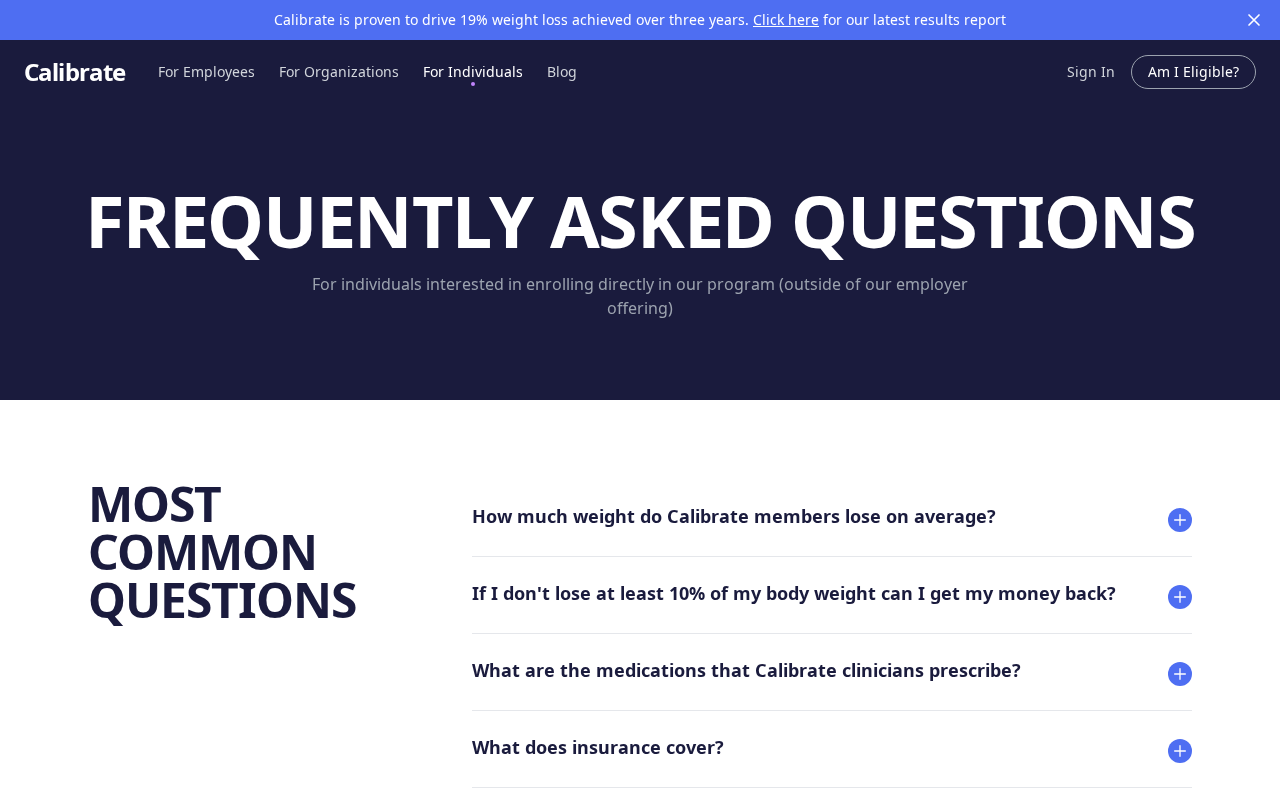 Calibrate is proven to drive 19% weight loss achieved over three years. Click here for our latest results report
Calibrate For Employees For Organizations For Individuals Blog Sign In Am I Eligible?
FREQUENTLY ASKED QUESTIONS
For individuals interested in enrolling directly in our program (outside of our employer
offering)
MOST
COMMON
QUESTIONS
How much weight do Calibrate members lose on average?
If I don't lose at least 10% of my body weight can I get my money back?
What are the medications that Calibrate clinicians prescribe?
What does insurance cover?